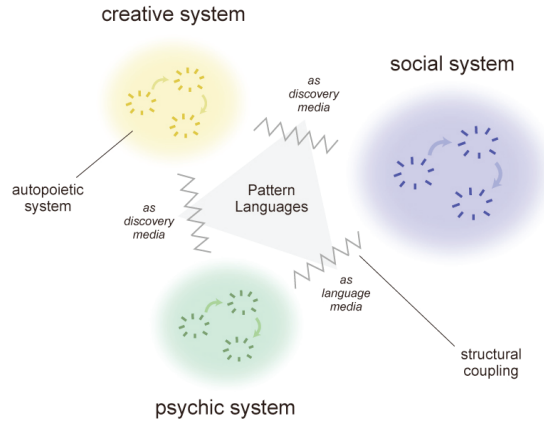 creative system
social system
as
discovery
media
autopoietic
system
as
discovery
media
Pattern
Languages
as
language
media
structural
coupling
psychic system